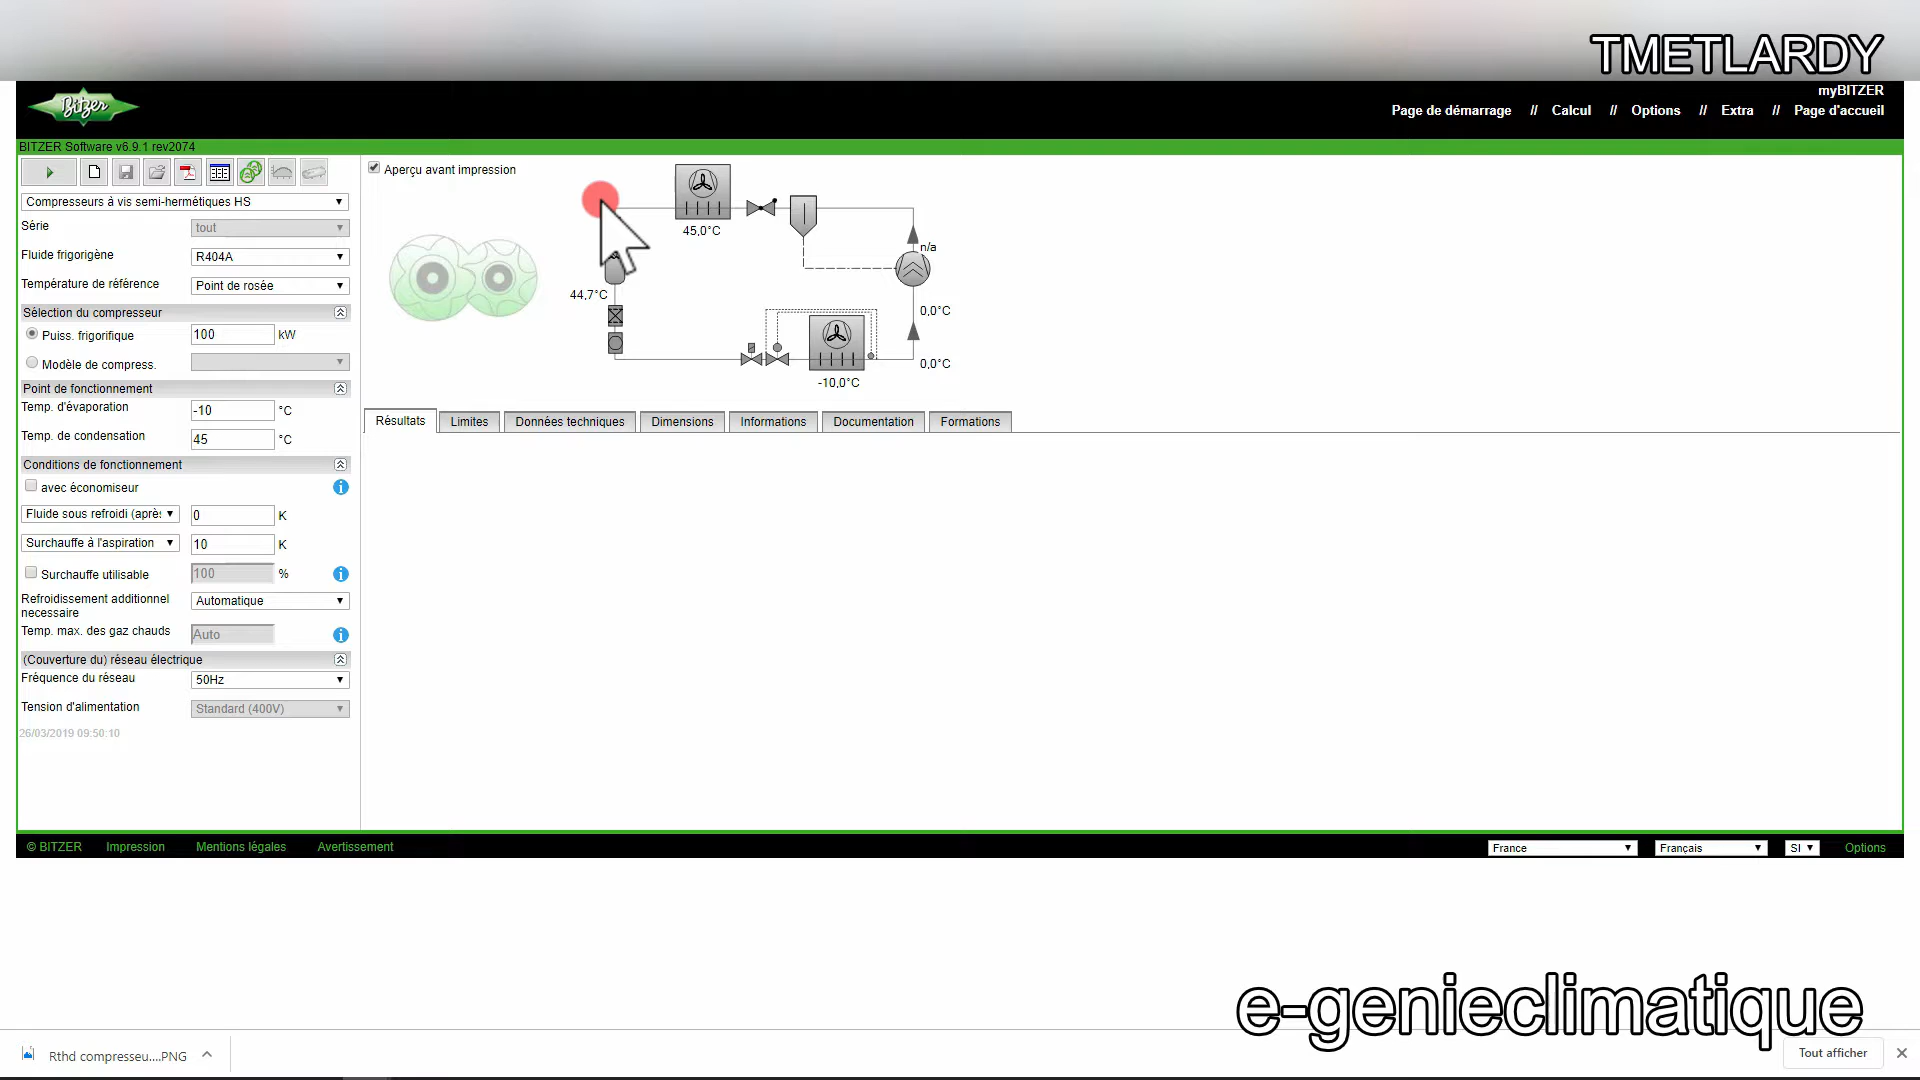 TMETLARDY
Bitzer
myBITZER
Page de démarrage // Calcul // Options // Extra // Page d'accueil
BITZER Software v6.9.1 rev2074
Compresseurs à vis semi-hermétiques HS
Série tout
Fluide frigorigène R404A
Température de référence Point de rosée
Sélection du compresseur
Puiss. frigorifique 100 kW
Modèle de compress.
Point de fonctionnement
Temp. d'évaporation -10 °C
Temp. de condensation 45 °C
Conditions de fonctionnement
avec économiseur
Fluide sous refroidi (après 0 K
Surchauffe à l'aspiration 10 K
Surchauffe utilisable 100 %
Refroidissement additionnel
necessaire Automatique
Temp. max. des gaz chauds Auto
(Couverture du) réseau électrique
Fréquence du réseau 50Hz
Tension d'alimentation Standard (400V)
26/03/2019 09:50:10
Aperçu avant impression
45,0°C
n/a
44,7°C
0,0°C
0,0°C
-10,0°C
Résultats Limites Données techniques Dimensions Informations Documentation Formations
© BITZER Impression Mentions légales Avertissement France Français SI Options
e-genieclimatique
Rthd compresseu....PNG Tout afficher